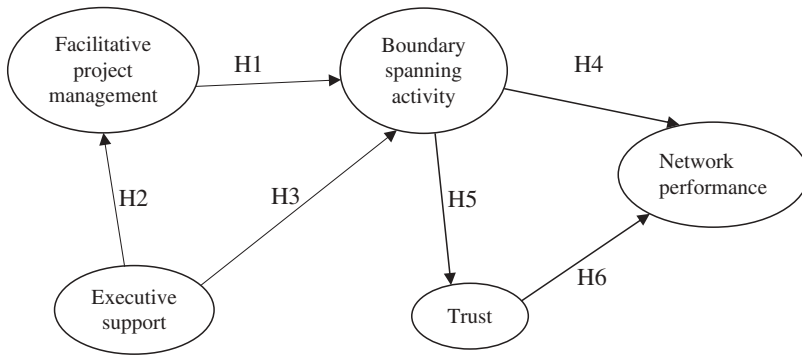 Facilitative
project
management
H1
Boundary
spanning
activity
H4
Network
performance
H2
H3
H5
H6
Executive
support
Trust